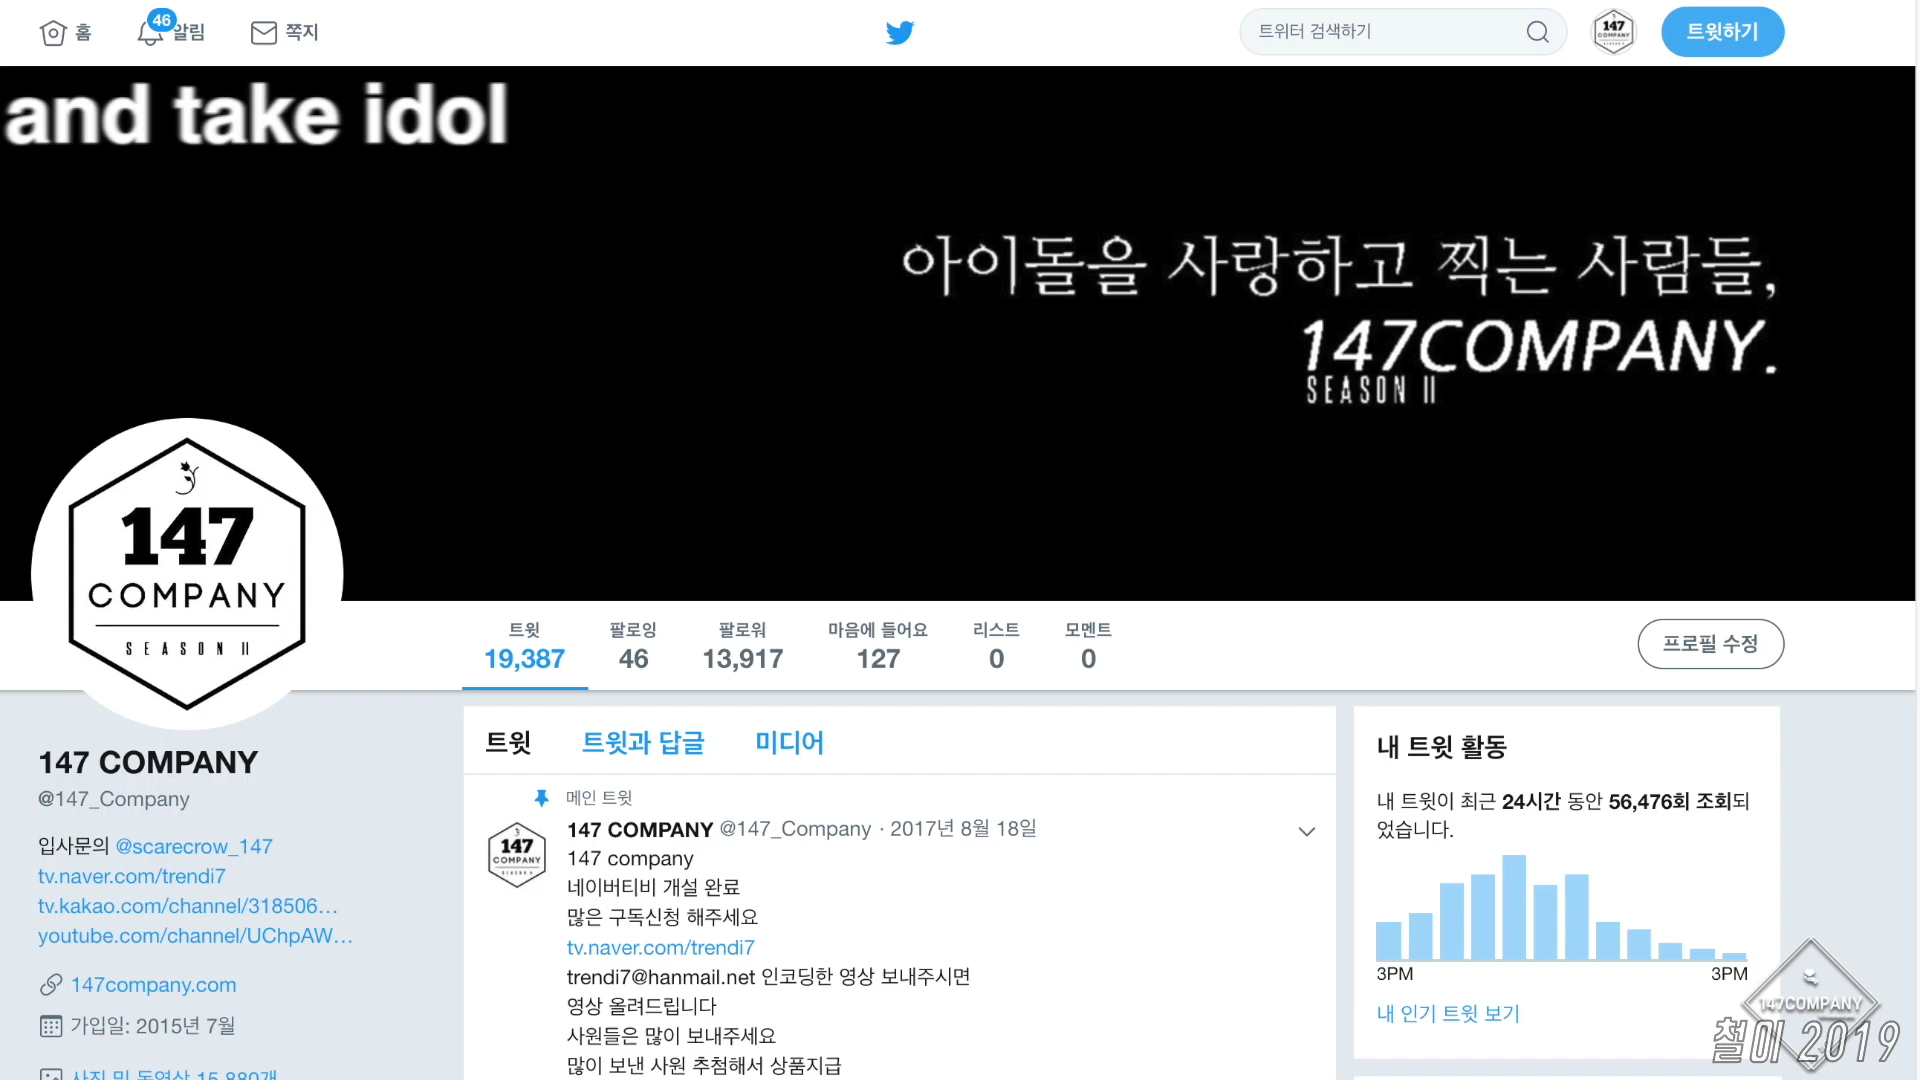 홈
46
알림
쪽지
트위터 검색하기
147
COMPANY
트윗하기
and take idol
아이돌을 사랑하고 찍는 사람들,
147COMPANY.
SEASON II
147
COMPANY
SEASON II
트윗 팔로잉 팔로워 마음에 들어요 리스트 모멘트
19,387 46 13,917 127 0 0
프로필 수정
147 COMPANY
@147_Company
입사문의 @scarecrow_147
tv.naver.com/trendi7
tv.kakao.com/channel/318506…
youtube.com/channel/UChpAW…
147company.com
가입일: 2015년 7월
사진 및 동영상 15,880개
트윗 트윗과 답글 미디어
메인 트윗
147
COMPANY
SEASON II
147 COMPANY @147_Company · 2017년 8월 18일
147 company
네이버티비 개설 완료
많은 구독신청 해주세요
tv.naver.com/trendi7
trendi7@hanmail.net 인코딩한 영상 보내주시면
영상 올려드립니다
사원들은 많이 보내주세요
많이 보낸 사원 추첨해서 상품지급
내 트윗 활동
내 트윗이 최근 24시간 동안 56,476회 조회되
었습니다.
3PM 3PM
내 인기 트윗 보기
147COMPANY
철이 2019